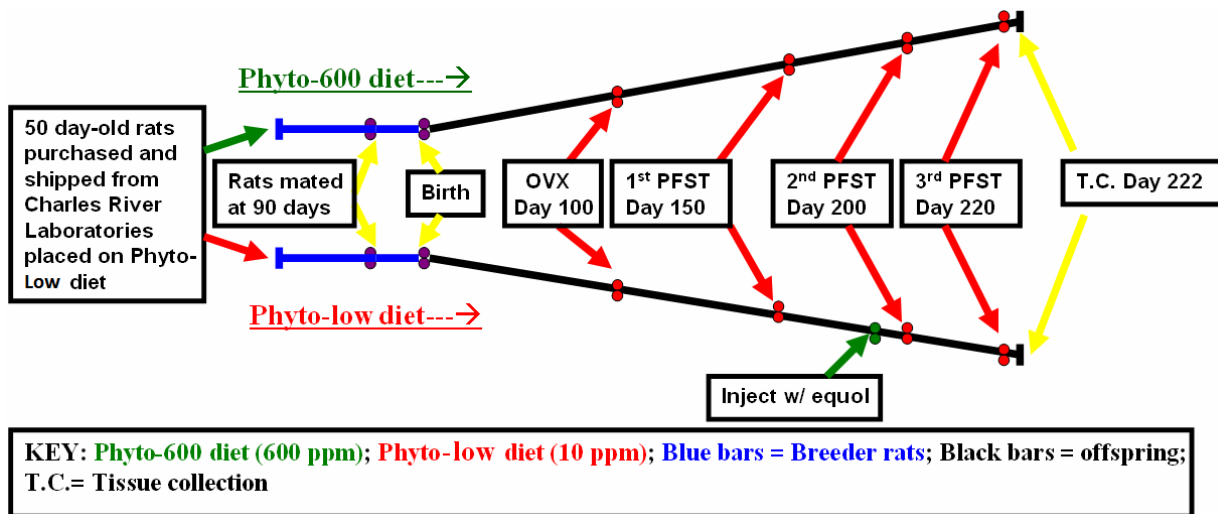 Phyto-600 diet---→
50 day-old rats
purchased and
shipped from
Charles River
Laboratories
placed on Phyto-
Low diet
Rats mated
at 90 days
Birth
OVX
Day 100
1st PFST
Day 150
2nd PFST
Day 200
3rd PFST
Day 220
T.C. Day 222
Phyto-low diet---→
Inject w/ equol
KEY: Phyto-600 diet (600 ppm); Phyto-low diet (10 ppm); Blue bars = Breeder rats; Black bars = offspring;
T.C.= Tissue collection